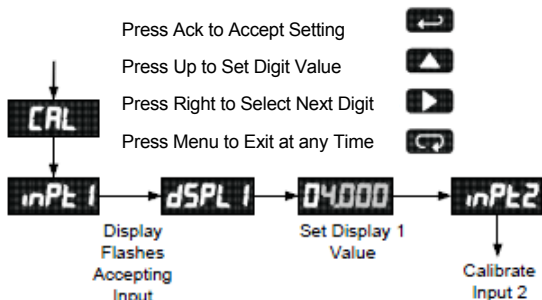 Press Ack to Accept Setting
Press Up to Set Digit Value
Press Right to Select Next Digit
Press Menu to Exit at any Time
CAL
inPt 1
dSPL 1
04.000
inPt2
Display
Flashes
Accepting
Input
Set Display 1
Value
Calibrate
Input 2